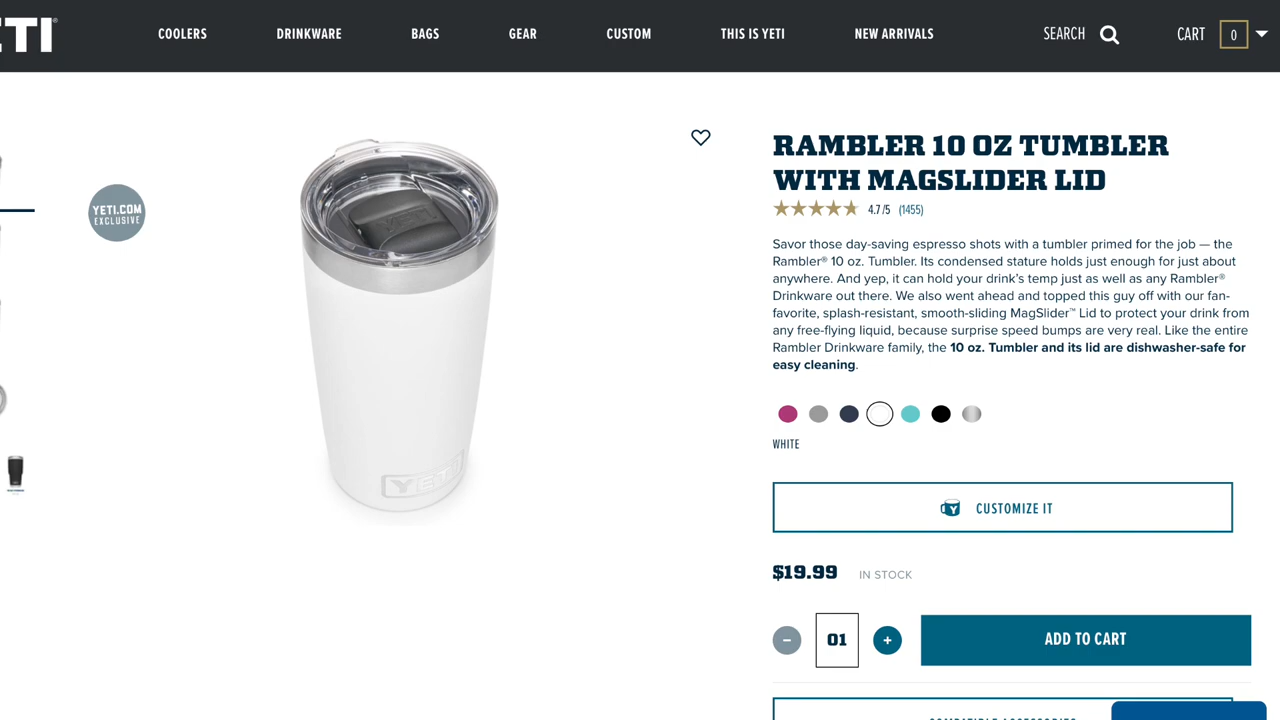 ETI®
COOLERS
DRINKWARE
BAGS
GEAR
CUSTOM
THIS IS YETI
NEW ARRIVALS
SEARCH
CART
0
YETI.COM
EXCLUSIVE
YETI
YETI
RAMBLER 10 OZ TUMBLER
WITH MAGSLIDER LID
4.7 /5 (1455)
Savor those day-saving espresso shots with a tumbler primed for the job — the
Rambler® 10 oz. Tumbler. Its condensed stature holds just enough for just about
anywhere. And yep, it can hold your drink's temp just as well as any Rambler®
Drinkware out there. We also went ahead and topped this guy off with our fan-
favorite, splash-resistant, smooth-sliding MagSlider™ Lid to protect your drink from
any free-flying liquid, because surprise speed bumps are very real. Like the entire
Rambler Drinkware family, the 10 oz. Tumbler and its lid are dishwasher-safe for
easy cleaning.
WHITE
Y CUSTOMIZE IT
$19.99 IN STOCK
− 01 + ADD TO CART
COMPATIBLE ACCESSORIES